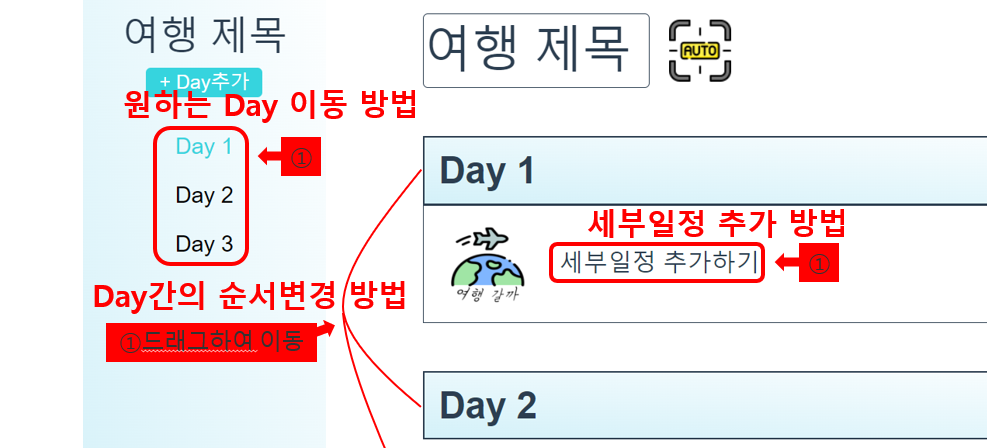 여행 제목
+ Day추가
원하는 Day 이동 방법
Day 1
①
Day 2
Day 3
Day간의 순서변경 방법
①드래그하여 이동
여행 제목
AUTO
Day 1
세부일정 추가 방법
세부일정 추가하기
①
여행 갈까
Day 2